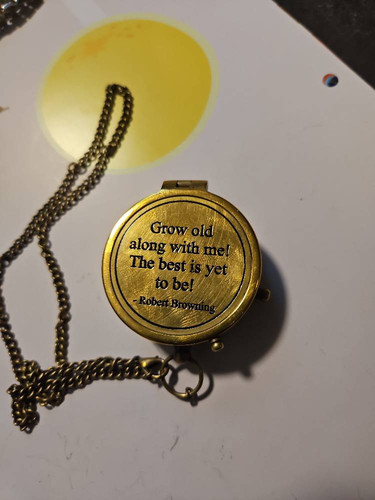 Grow old
along with me!
The best is yet
to be!
- Robert Browning